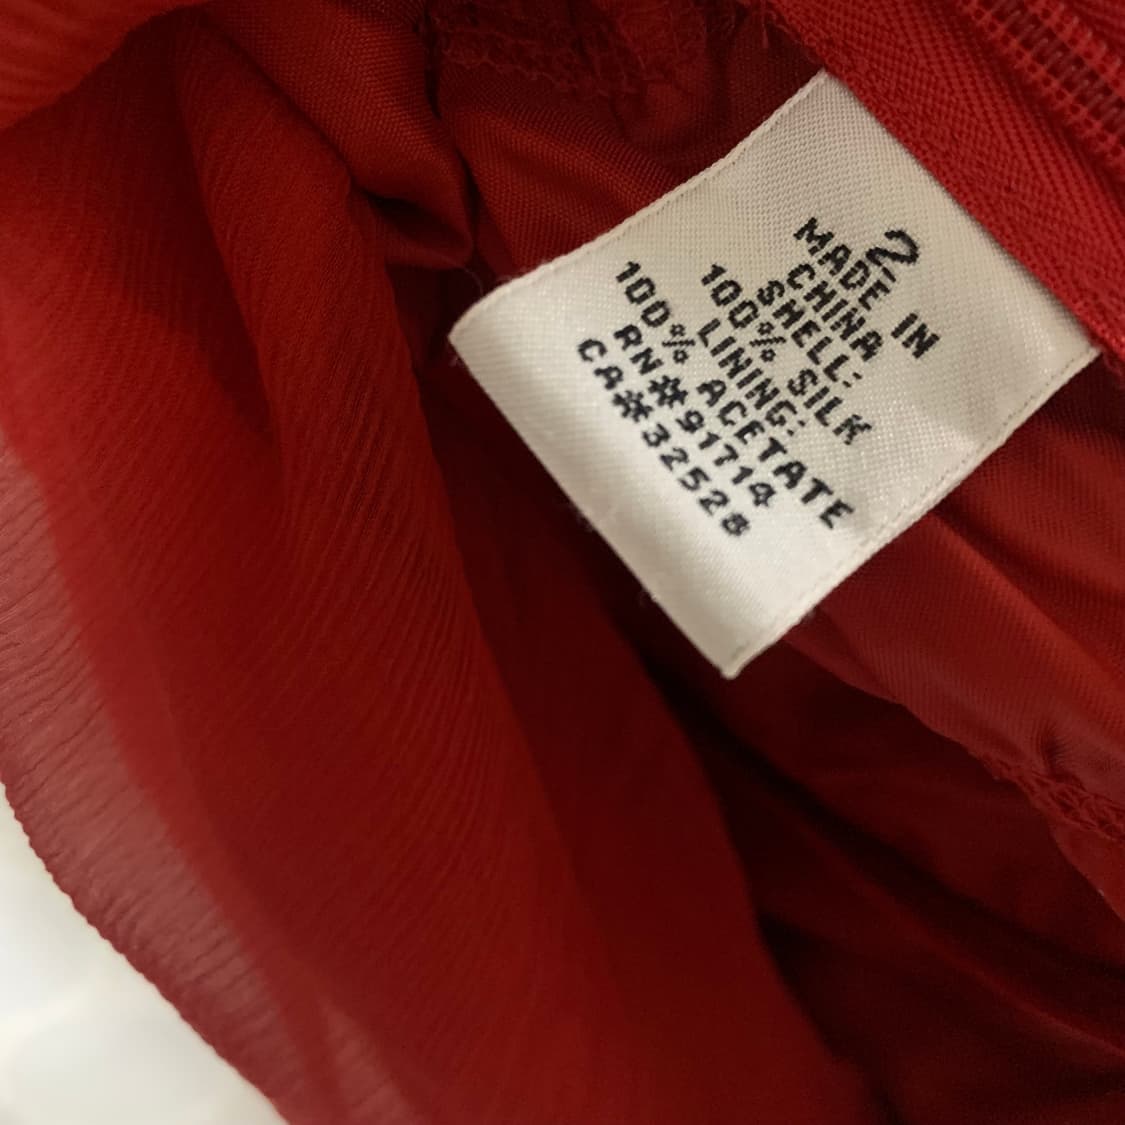 2
MADE IN
CHINA
SHELL:
100% SILK
LINING:
100% ACETATE
RN#91714
CA#32528